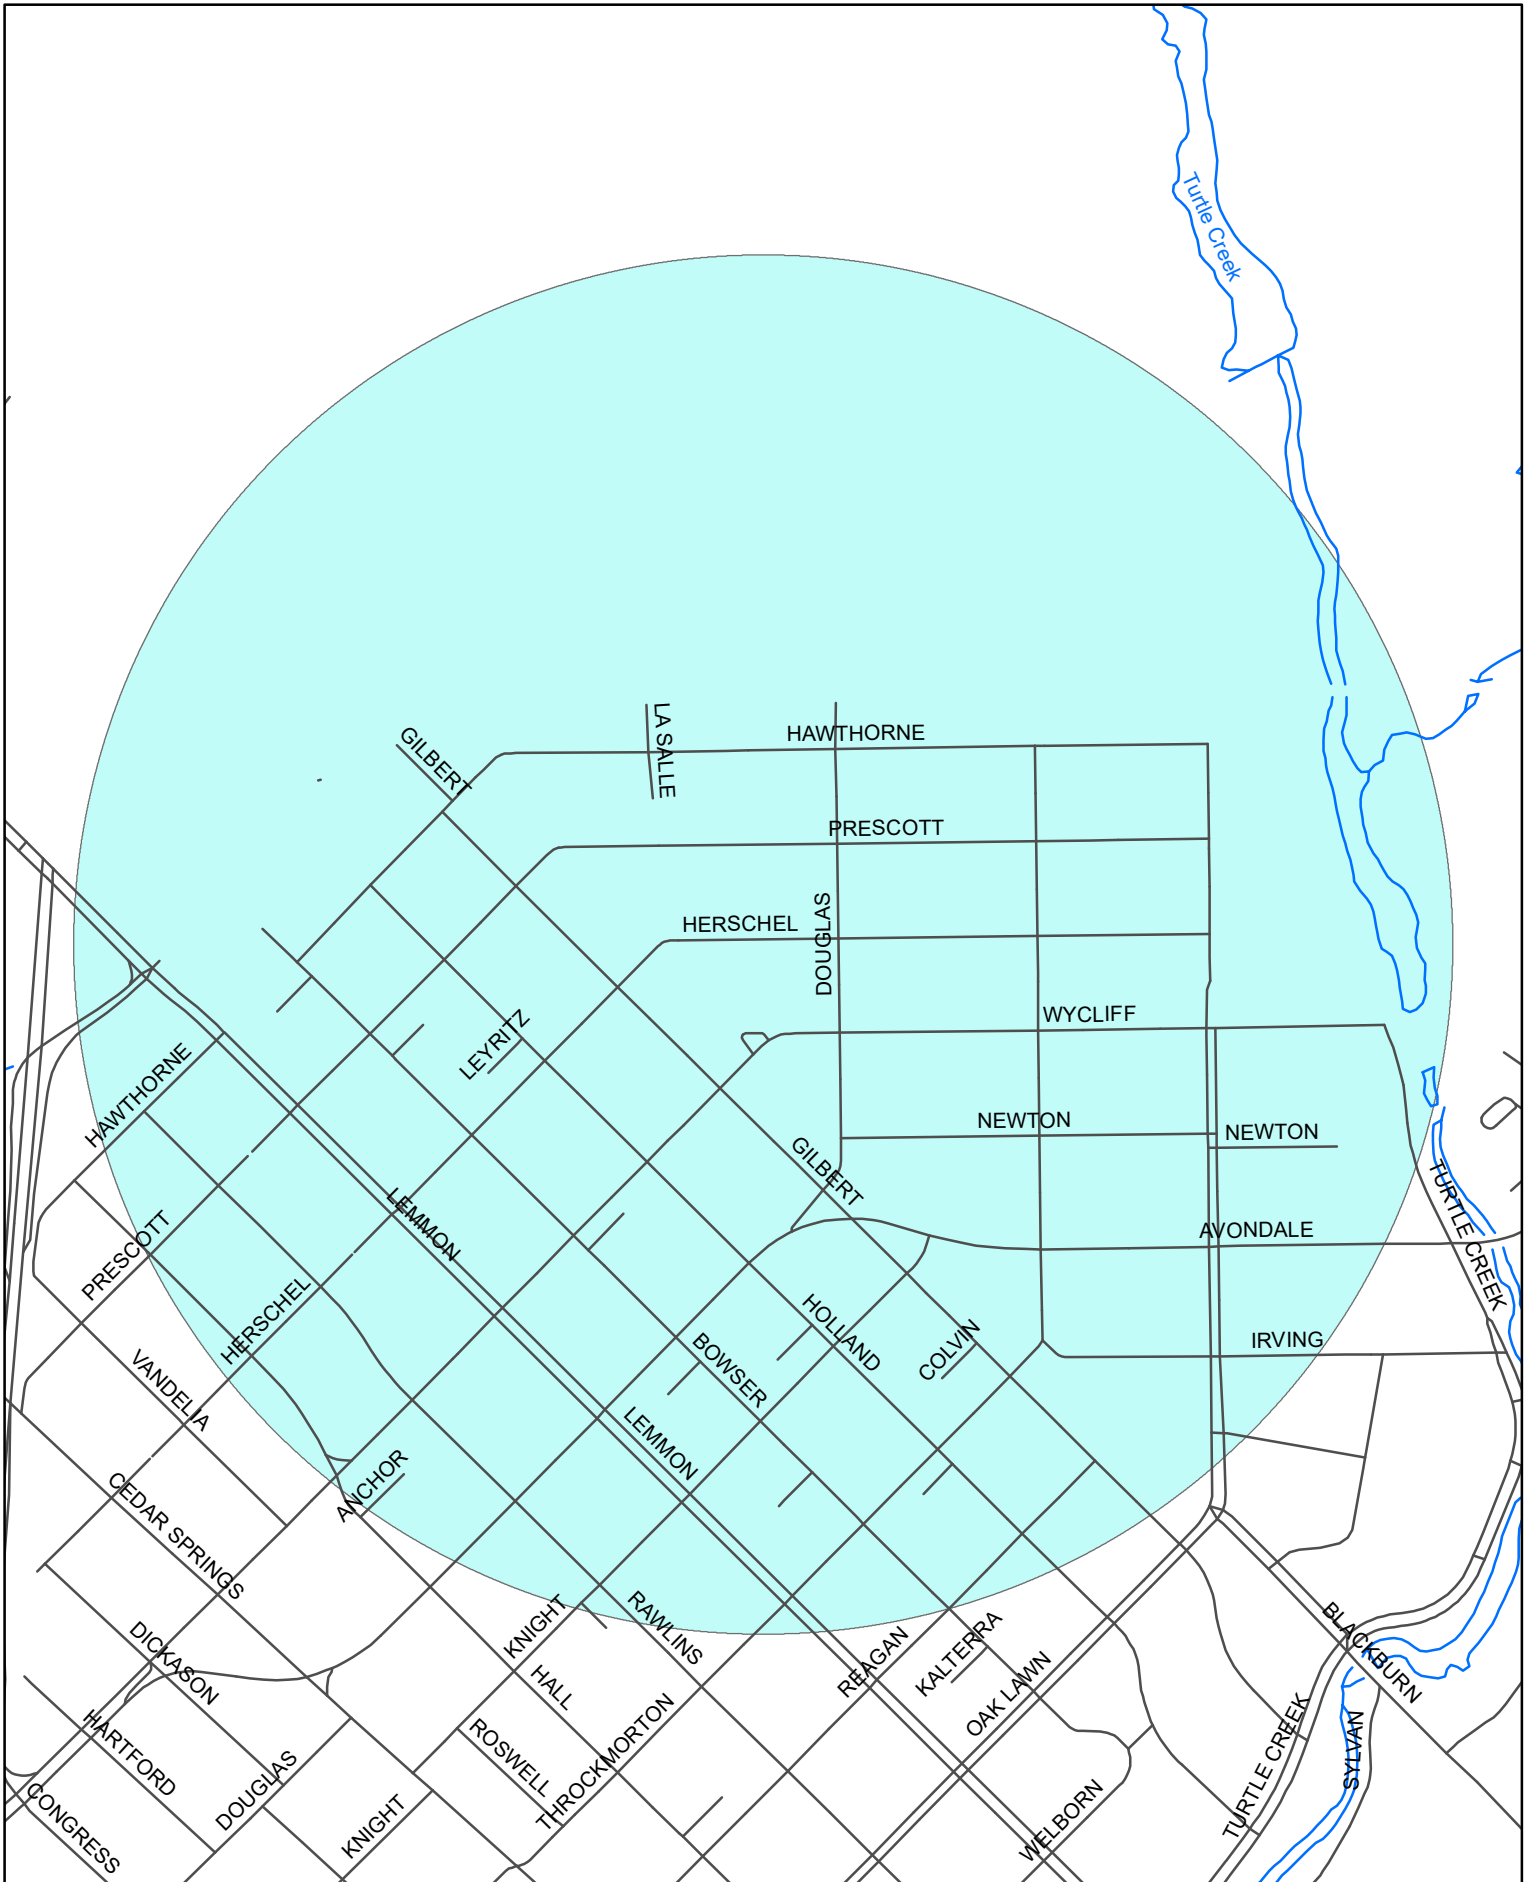 Turtle Creek
GILBERT
LA SALLE
HAWTHORNE
PRESCOTT
DOUGLAS
HERSCHEL
WYCLIFF
LEYRITZ
HAWTHORNE
NEWTON
NEWTON
GILBERT
LEMMON
TURTLE CREEK
AVONDALE
PRESCOTT
HERSCHEL
HOLLAND
COLVIN
IRVING
BOWSER
VANDELIA
LEMMON
ANCHOR
CEDAR SPRINGS
KNIGHT
RAWLINS
BLACKBURN
DICKASON
REAGAN
KALTERRA
OAK LAWN
HALL
HARTFORD
ROSWELL
THROCKMORTON
TURTLE CREEK
SYLVAN
DOUGLAS
KNIGHT
WELBORN
CONGRESS